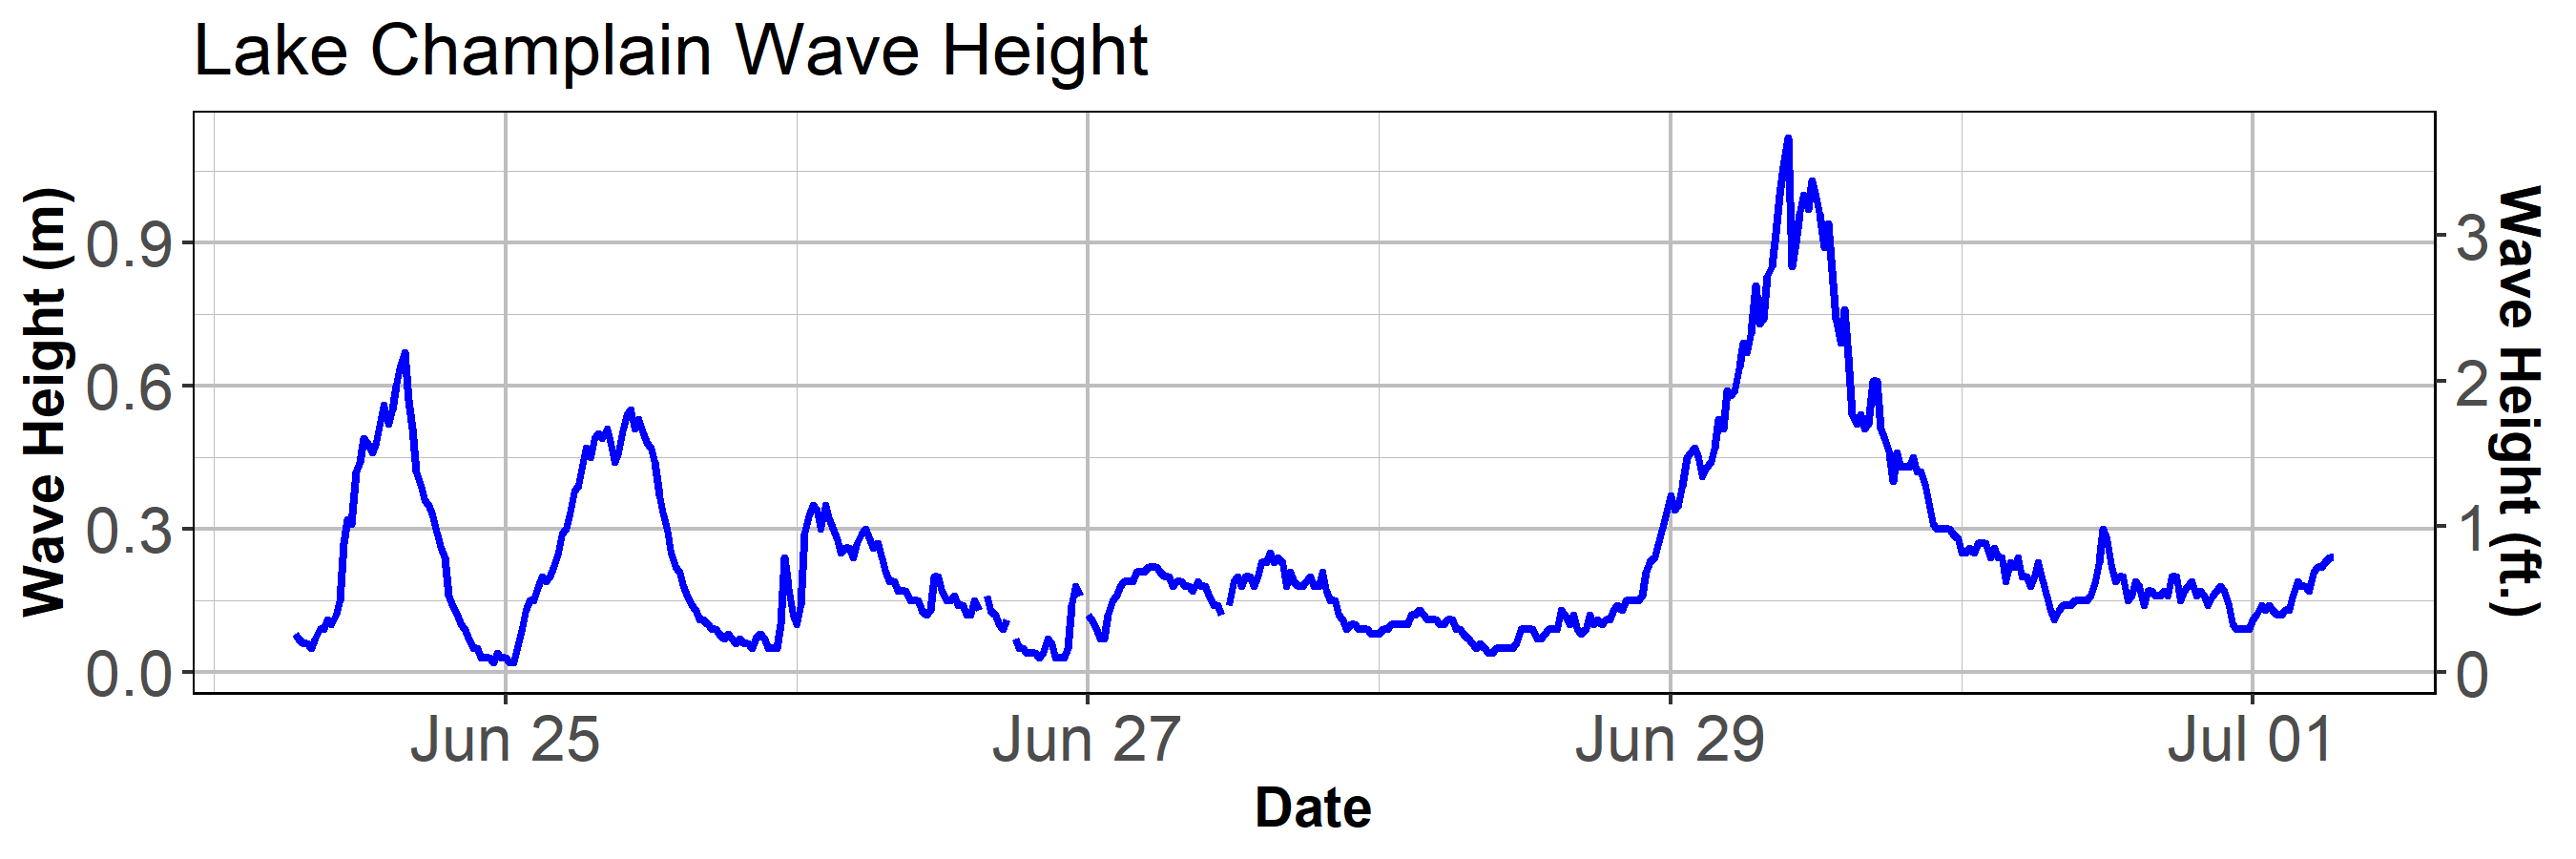 Lake Champlain Wave Height
Wave Height (m)
0.9
0.6
0.3
0.0
3
2
1
0
Wave Height (ft.)
Jun 25
Jun 27
Jun 29
Jul 01
Date